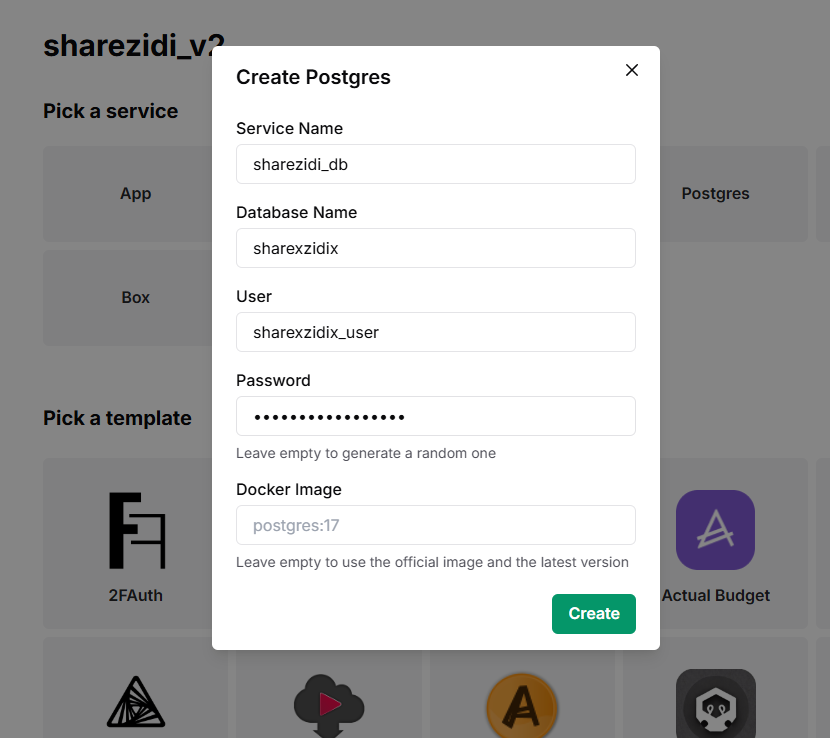 sharezidi_v2
Pick a service
App
Postgres
Box
Pick a template
2FAuth
Actual Budget
Create Postgres
Service Name
sharezidi_db
Database Name
sharexzidix
User
sharexzidix_user
Password
•••••••••••••••••
Leave empty to generate a random one
Docker Image
postgres:17
Leave empty to use the official image and the latest version
Create